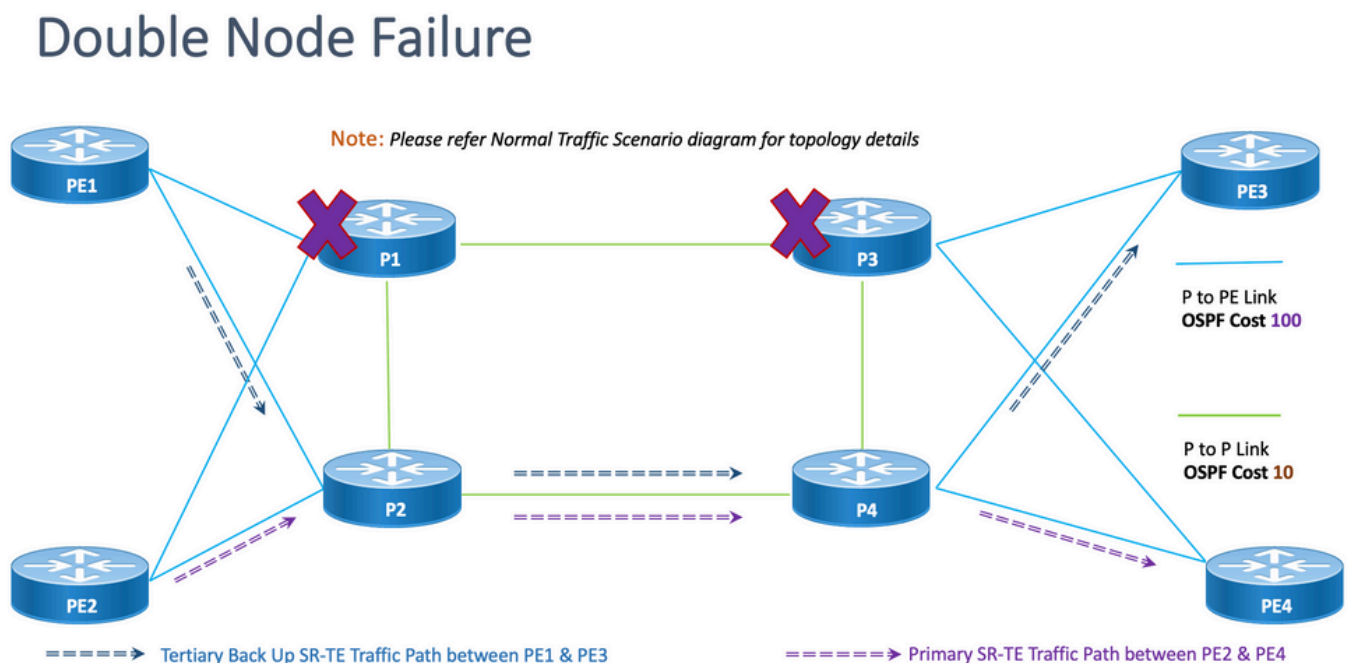 Double Node Failure
Note: Please refer Normal Traffic Scenario diagram for topology details
PE1
PE3
P1
P3
P to PE Link
OSPF Cost 100
P to P Link
OSPF Cost 10
P2
P4
PE2
PE4
Tertiary Back Up SR-TE Traffic Path between PE1 & PE3
Primary SR-TE Traffic Path between PE2 & PE4